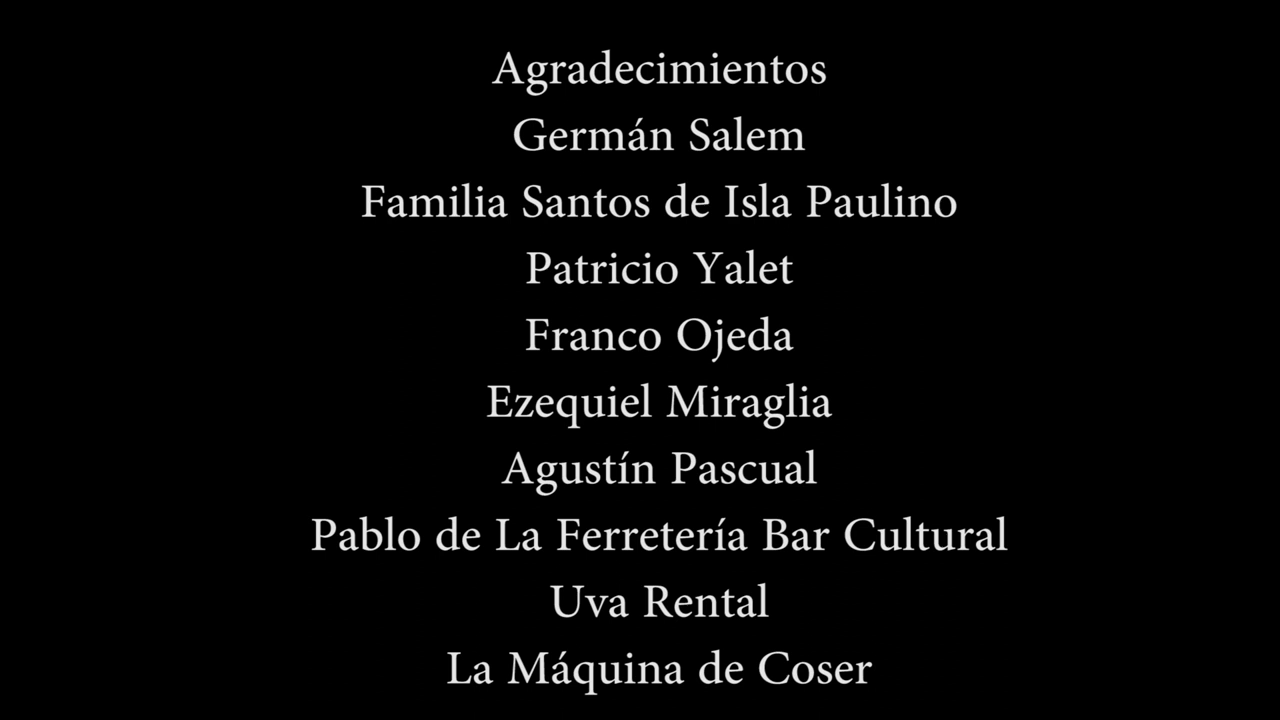 Agradecimientos
Germán Salem
Familia Santos de Isla Paulino
Patricio Yalet
Franco Ojeda
Ezequiel Miraglia
Agustín Pascual
Pablo de La Ferretería Bar Cultural
Uva Rental
La Máquina de Coser